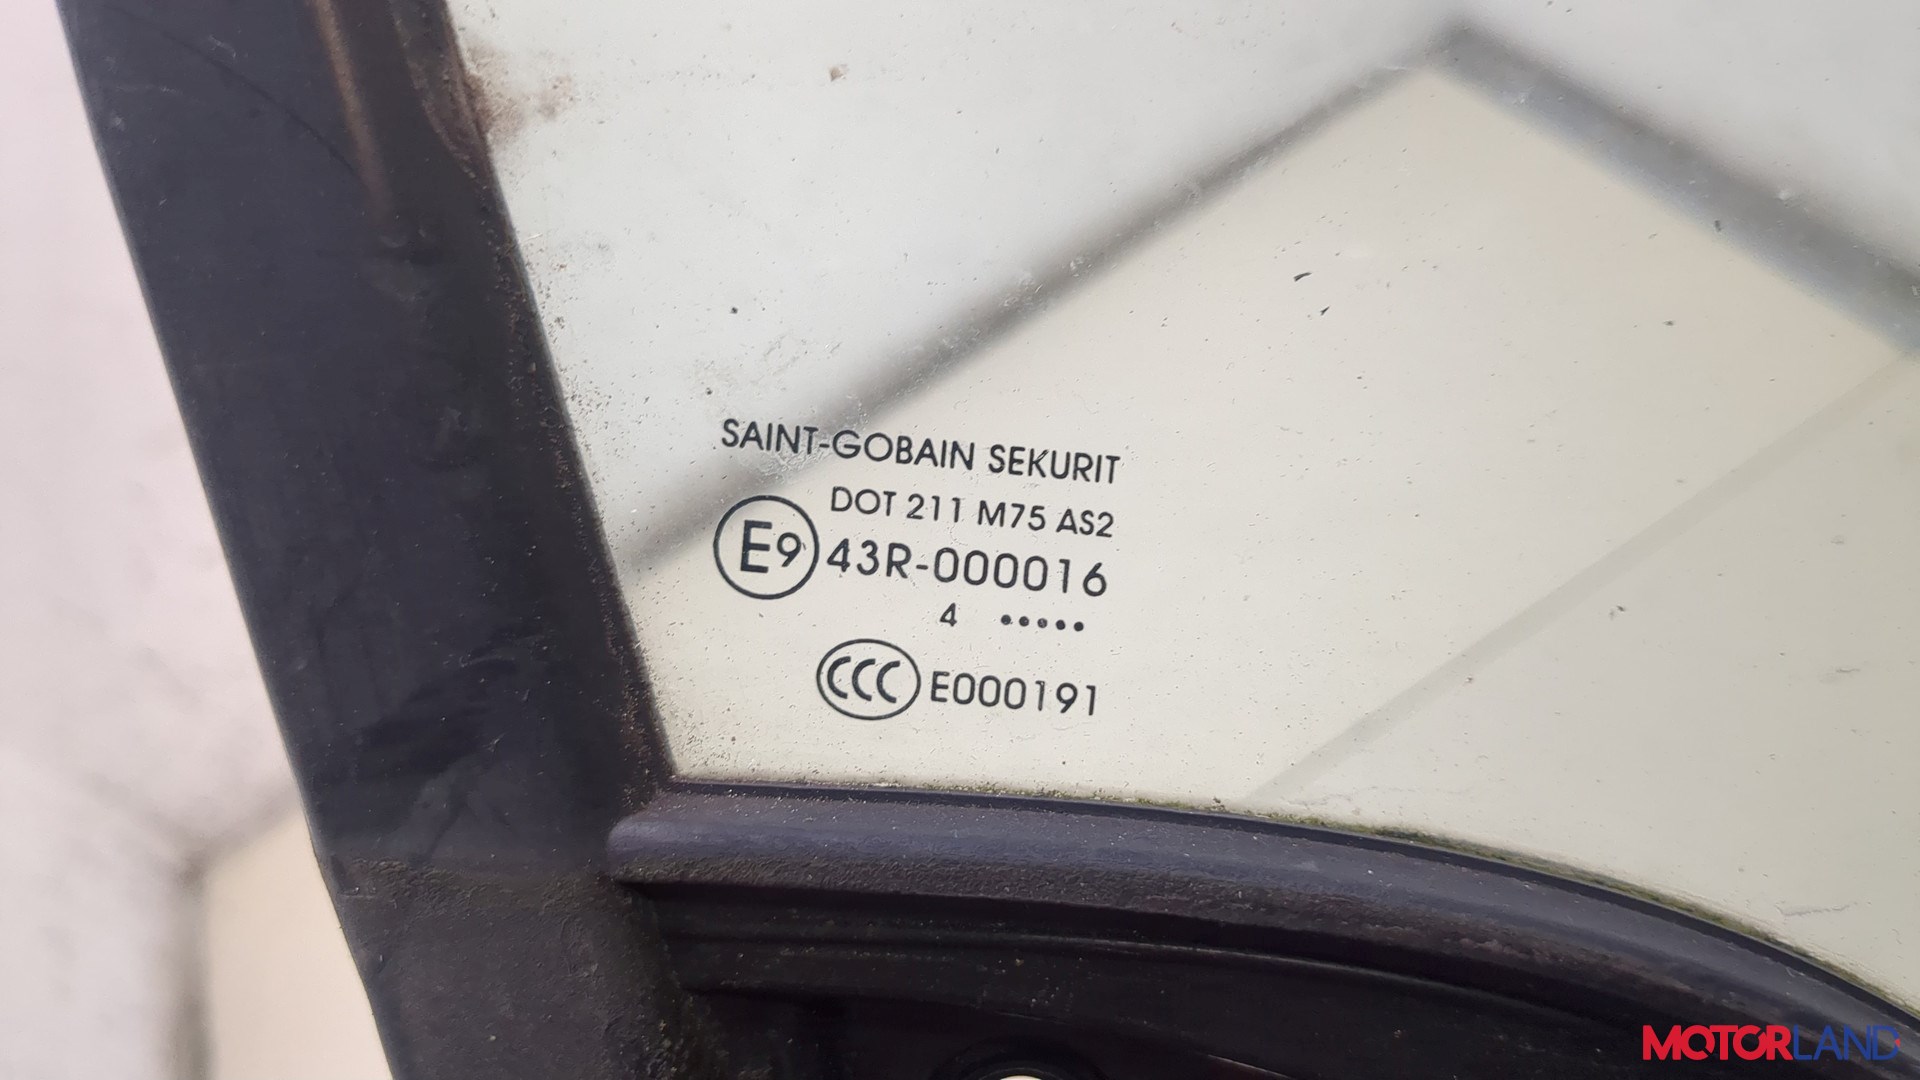 SAINT-GOBAIN SEKURIT
DOT 211 M75 AS2
E9 43R-000016
4 •••••
CCC E000191
MOTORLAND